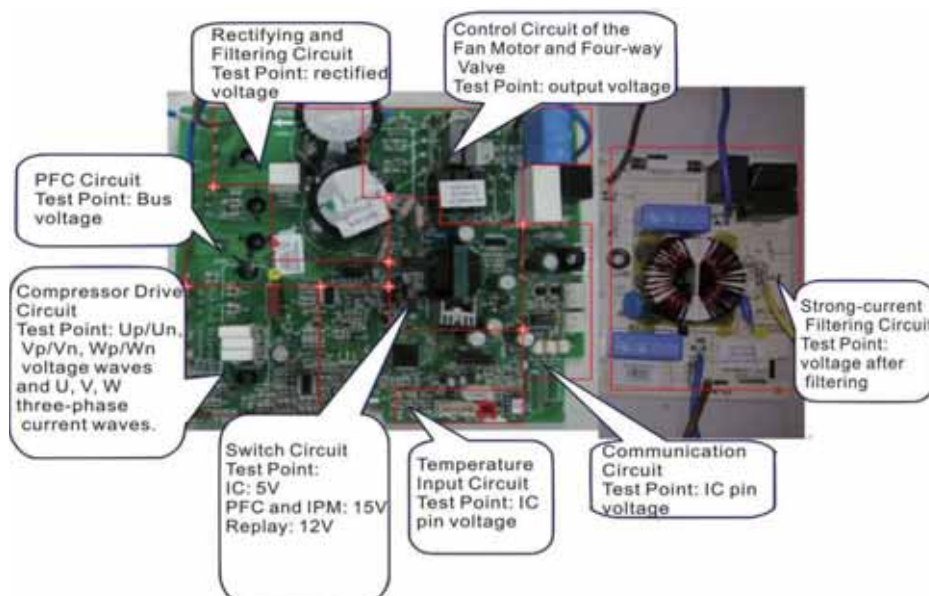 Rectifying and
Filtering Circuit
Test Point: rectified
voltage
Control Circuit of the
Fan Motor and Four-way
Valve
Test Point: output voltage
PFC Circuit
Test Point: Bus
voltage
Compressor Drive
Circuit
Test Point: Up/Un,
Vp/Vn, Wp/Wn
voltage waves
and U, V, W
three-phase
current waves.
Strong-current
Filtering Circuit
Test Point:
voltage after
filtering
Switch Circuit
Test Point:
IC: 5V
PFC and IPM: 15V
Replay: 12V
Temperature
Input Circuit
Test Point: IC
pin voltage
Communication
Circuit
Test Point: IC pin
voltage